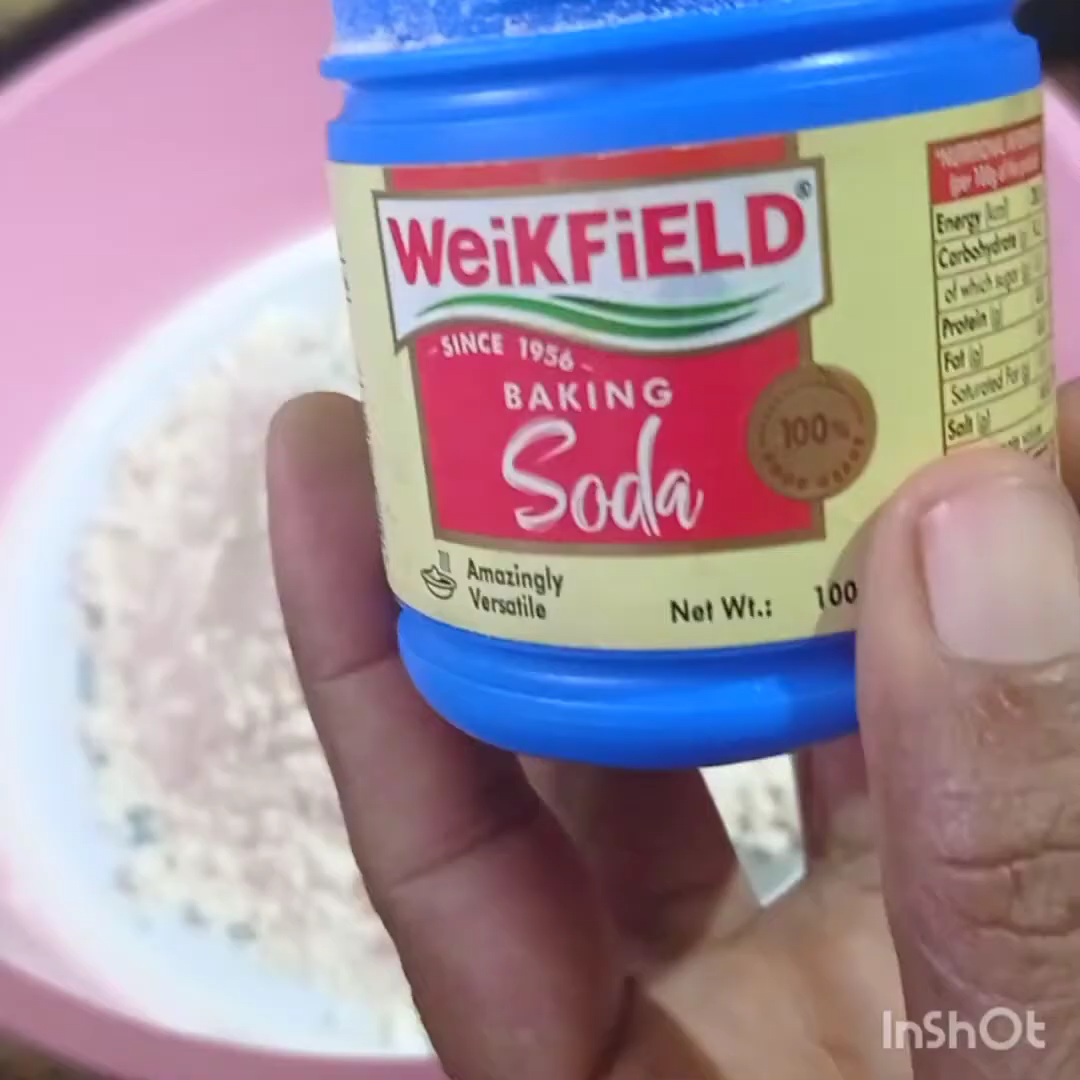 WeiKFiELD®
SINCE 1956
BAKING
Soda
100%
Amazingly
Versatile
Net Wt.: 100
Energy
Carbohydrate
of which sugar
Protein (g)
Fat (g)
Saturated Fat
Salt (g)
InShOt